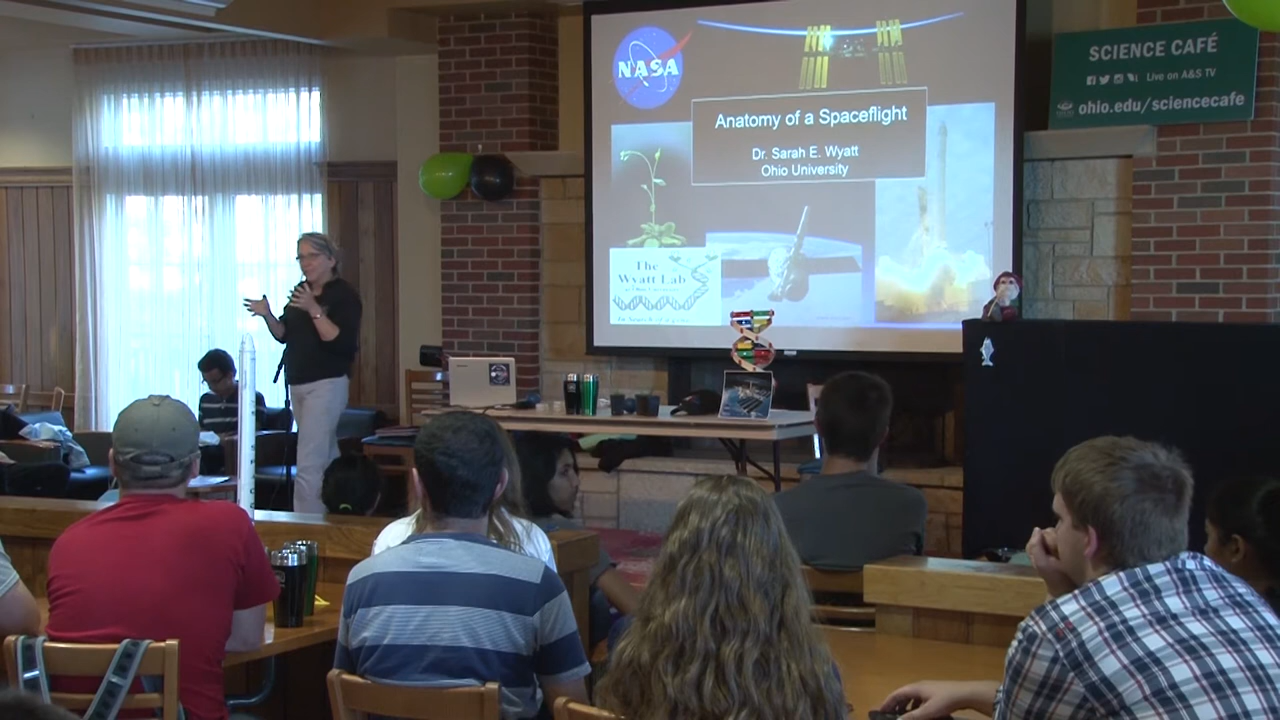 NASA
Anatomy of a Spaceflight
Dr. Sarah E. Wyatt
Ohio University
The
Wyatt Lab
SCIENCE CAFÉ
Live on A&S TV
ohio.edu/sciencecafe